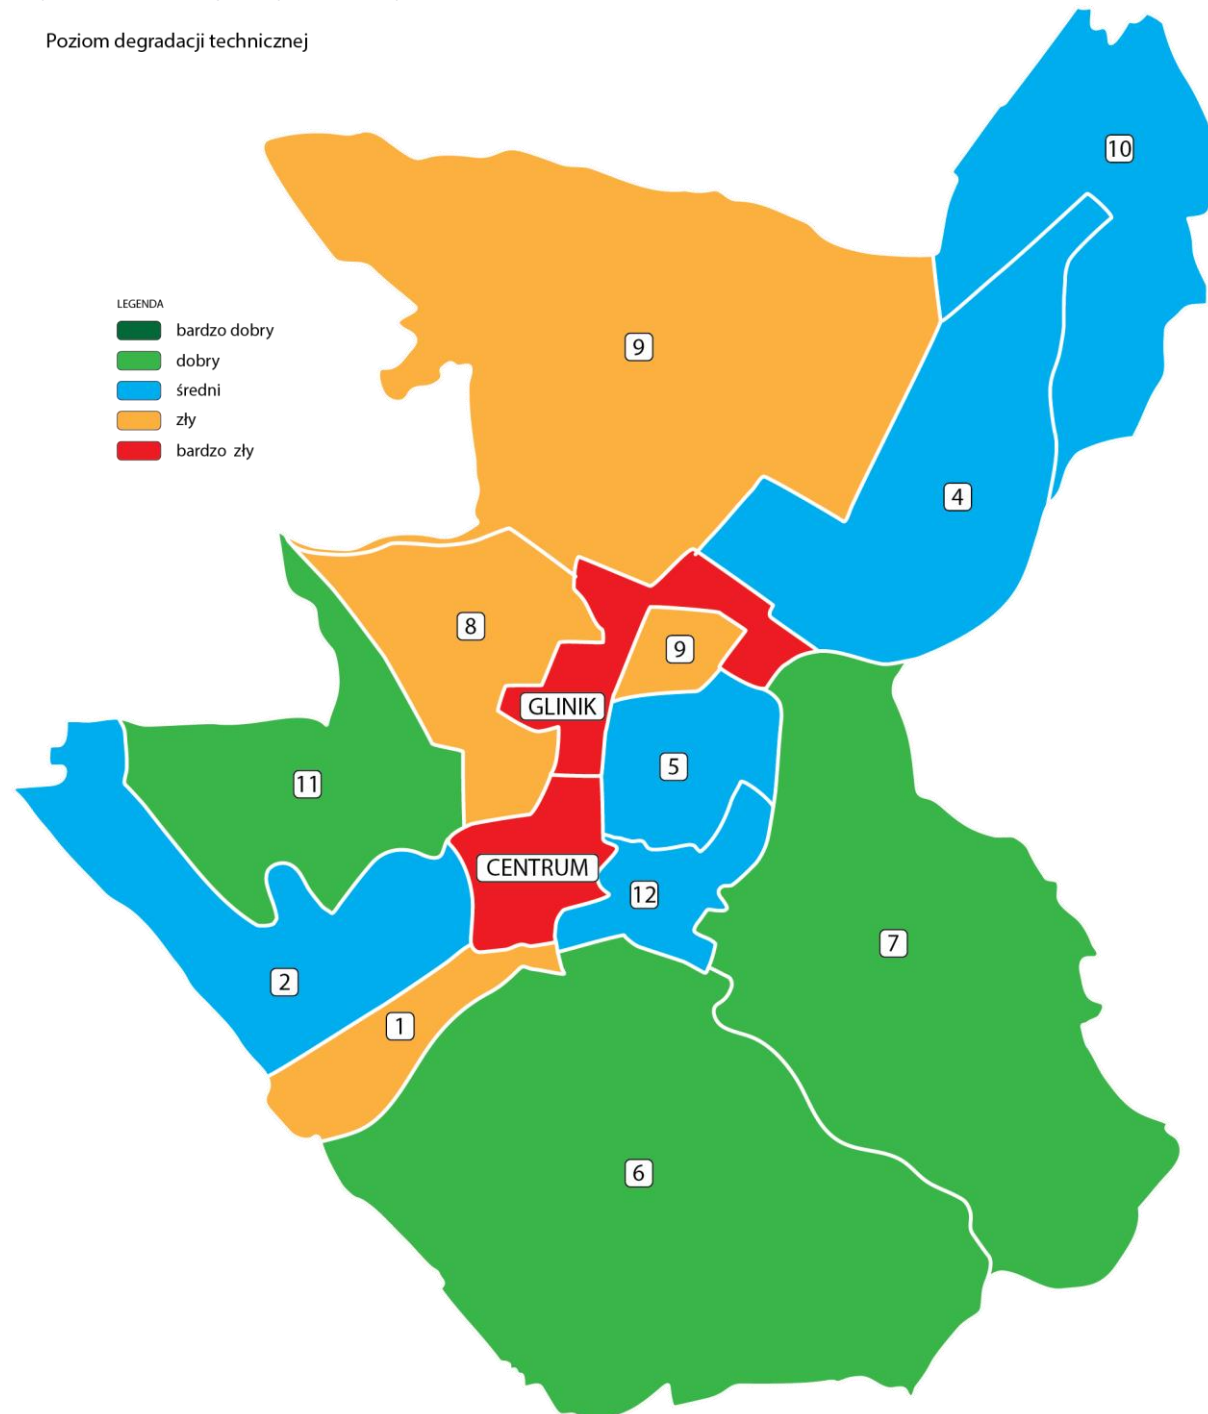 Poziom degradacji technicznej
10
LEGENDA
bardzo dobry
dobry
średni
zły
bardzo zły
9
4
8
9
GLINIK
5
11
CENTRUM
12
7
2
1
6